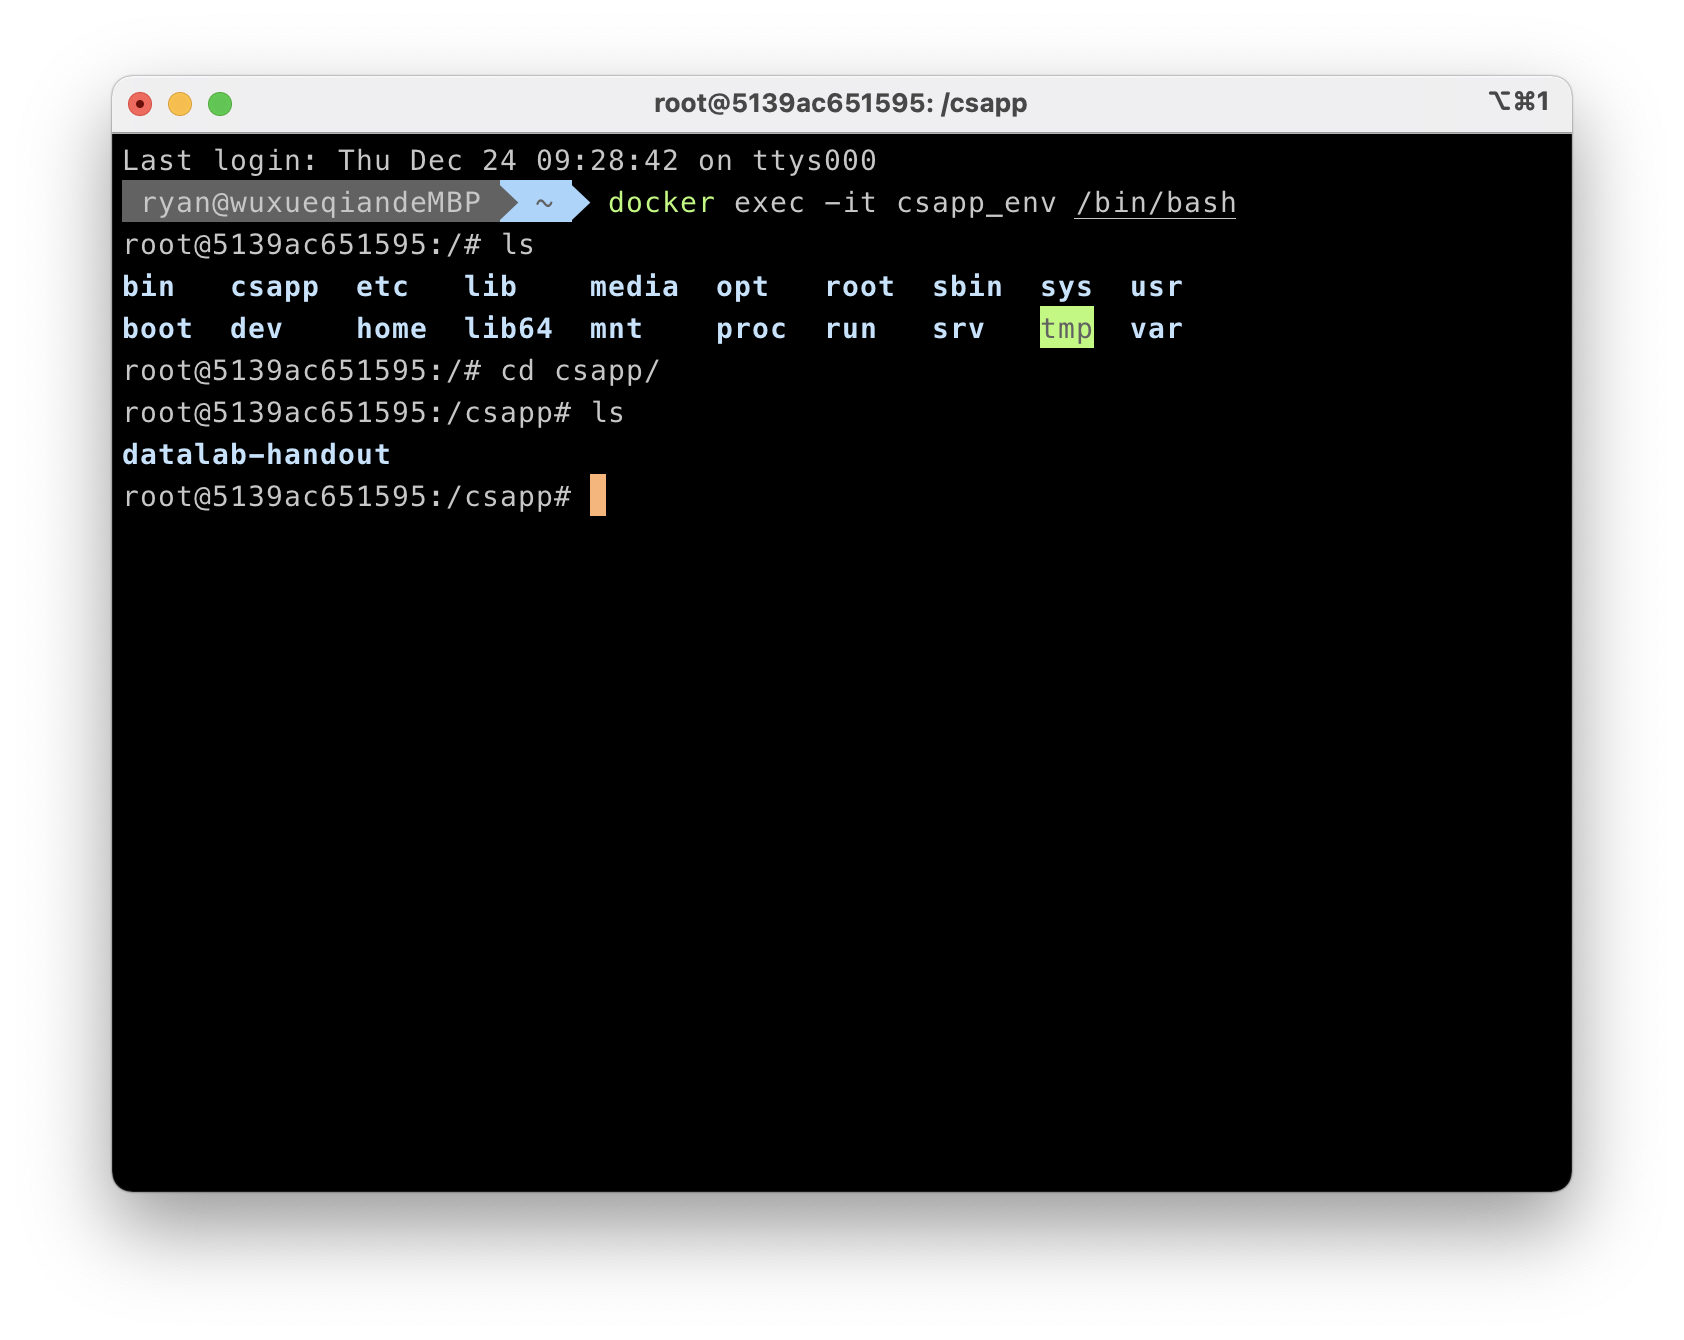 root@5139ac651595: /csapp ⌥⌘1
Last login: Thu Dec 24 09:28:42 on ttys000
ryan@wuxueqiandeMBP ~ docker exec -it csapp_env /bin/bash
root@5139ac651595:/# ls
bin csapp etc lib media opt root sbin sys usr
boot dev home lib64 mnt proc run srv tmp var
root@5139ac651595:/# cd csapp/
root@5139ac651595:/csapp# ls
datalab-handout
root@5139ac651595:/csapp#